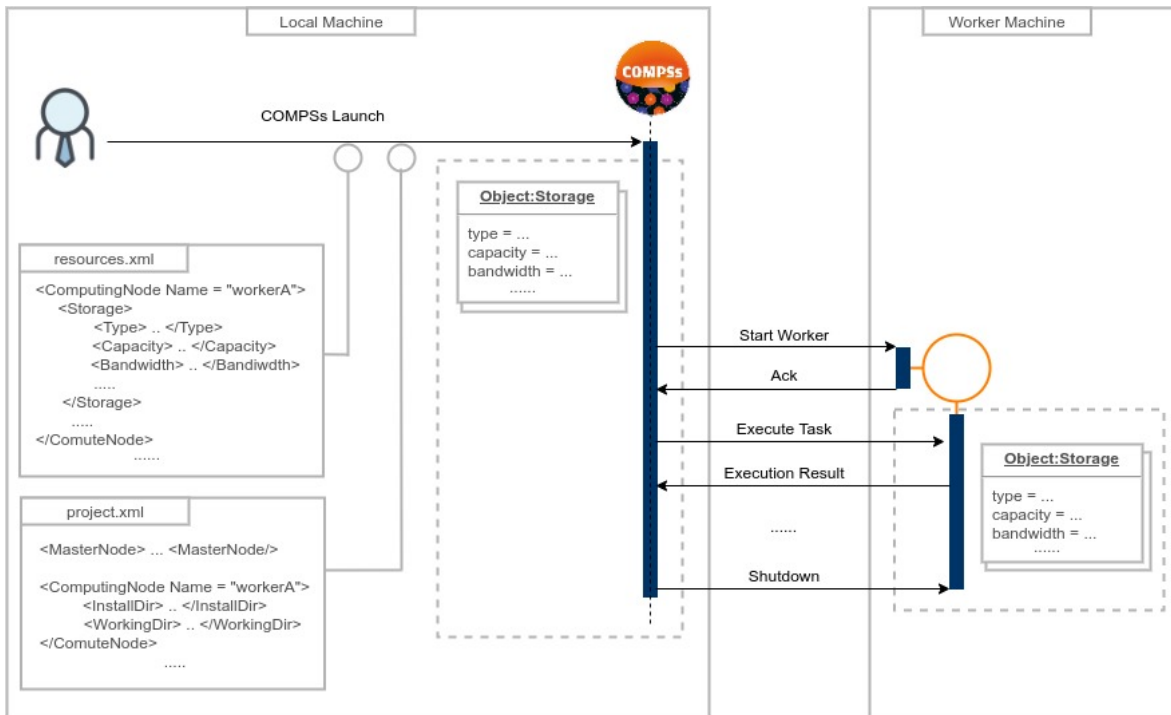 Local Machine
Worker Machine
COMPSs
COMPSs Launch
Object:Storage
type = ...
capacity = ...
bandwidth = ...
......
resources.xml
<ComputingNode Name = "workerA">
<Storage>
<Type> .. </Type>
<Capacity> .. </Capacity>
<Bandwidth> .. </Bandiwdth>
.....
</Storage>
.....
</ComuteNode>
......
project.xml
<MasterNode> ... <MasterNode/>
<ComputingNode Name = "workerA">
<InstallDir> .. </InstallDir>
<WorkingDir> .. </WorkingDir>
</ComuteNode>
.....
Start Worker
Ack
Execute Task
Execution Result
......
Shutdown
Object:Storage
type = ...
capacity = ...
bandwidth = ...
......